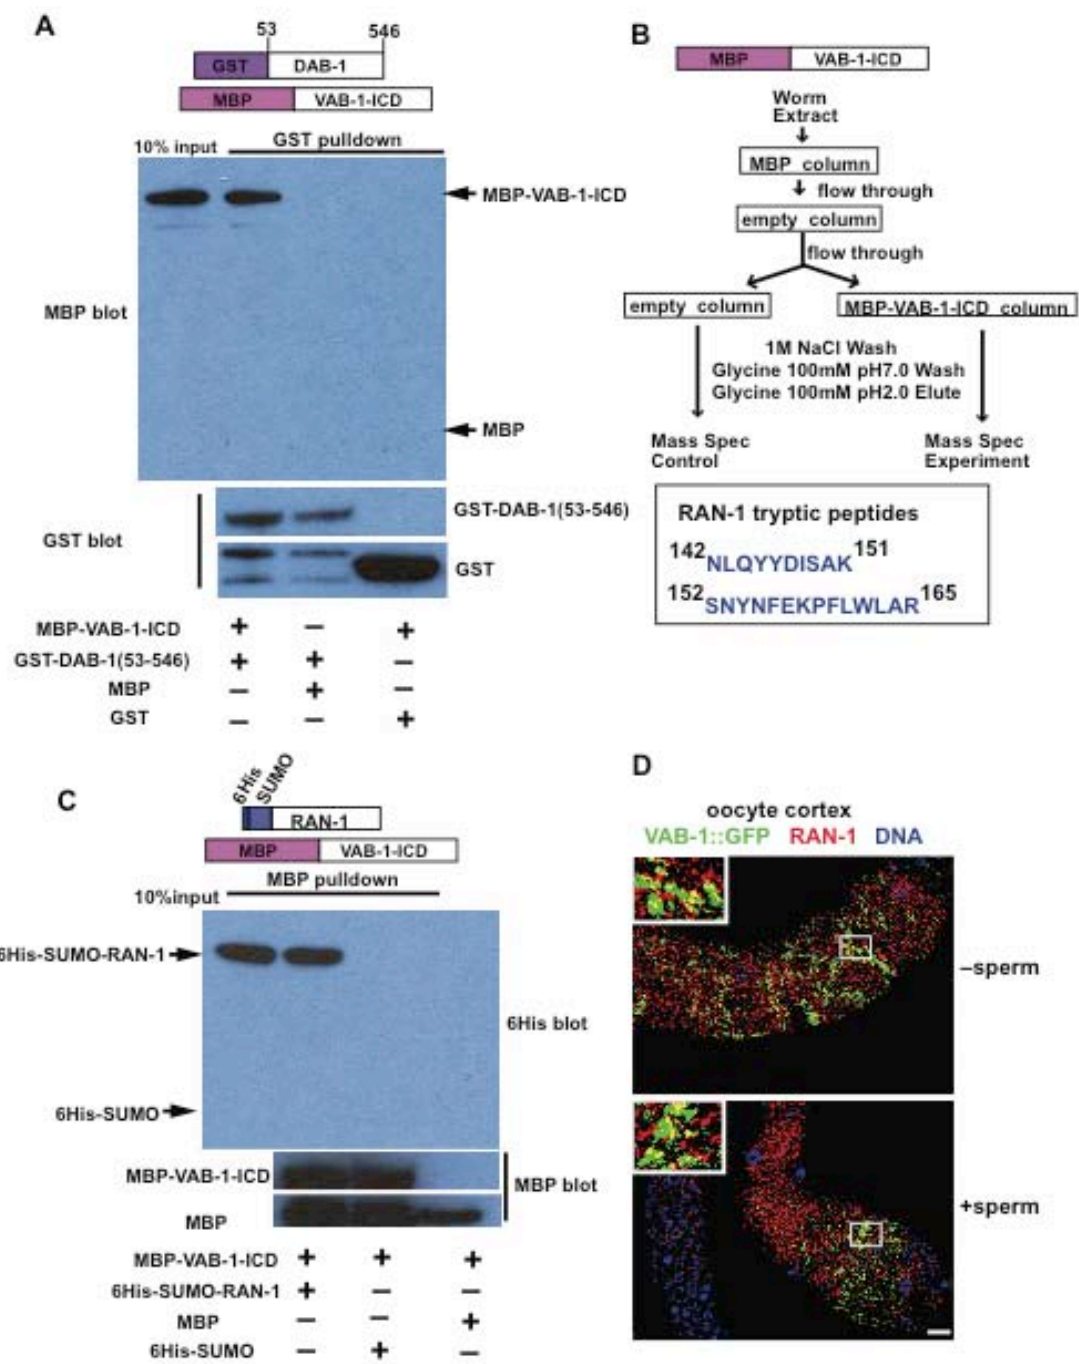 A
53 546
GST DAB-1
MBP VAB-1-ICD
10% input GST pulldown
MBP-VAB-1-ICD
MBP blot
MBP
GST-DAB-1(53-546)
GST blot
GST
MBP-VAB-1-ICD + – +
GST-DAB-1(53-546) + + –
MBP – + –
GST – – +
B
MBP VAB-1-ICD
Worm
Extract
MBP column
flow through
empty column
flow through
empty column MBP-VAB-1-ICD column
1M NaCl Wash
Glycine 100mM pH7.0 Wash
Glycine 100mM pH2.0 Elute
Mass Spec
Control
Mass Spec
Experiment
RAN-1 tryptic peptides
142 NLQYYDISAK 151
152 SNYNFEKPFLWLAR 165
C
6His SUMO
RAN-1
MBP VAB-1-ICD
MBP pulldown
10%input
6His-SUMO-RAN-1
6His blot
6His-SUMO
MBP-VAB-1-ICD
MBP blot
MBP
MBP-VAB-1-ICD + + +
6His-SUMO-RAN-1 + – –
MBP – – +
6His-SUMO – + –
D
oocyte cortex
VAB-1::GFP RAN-1 DNA
–sperm
+sperm